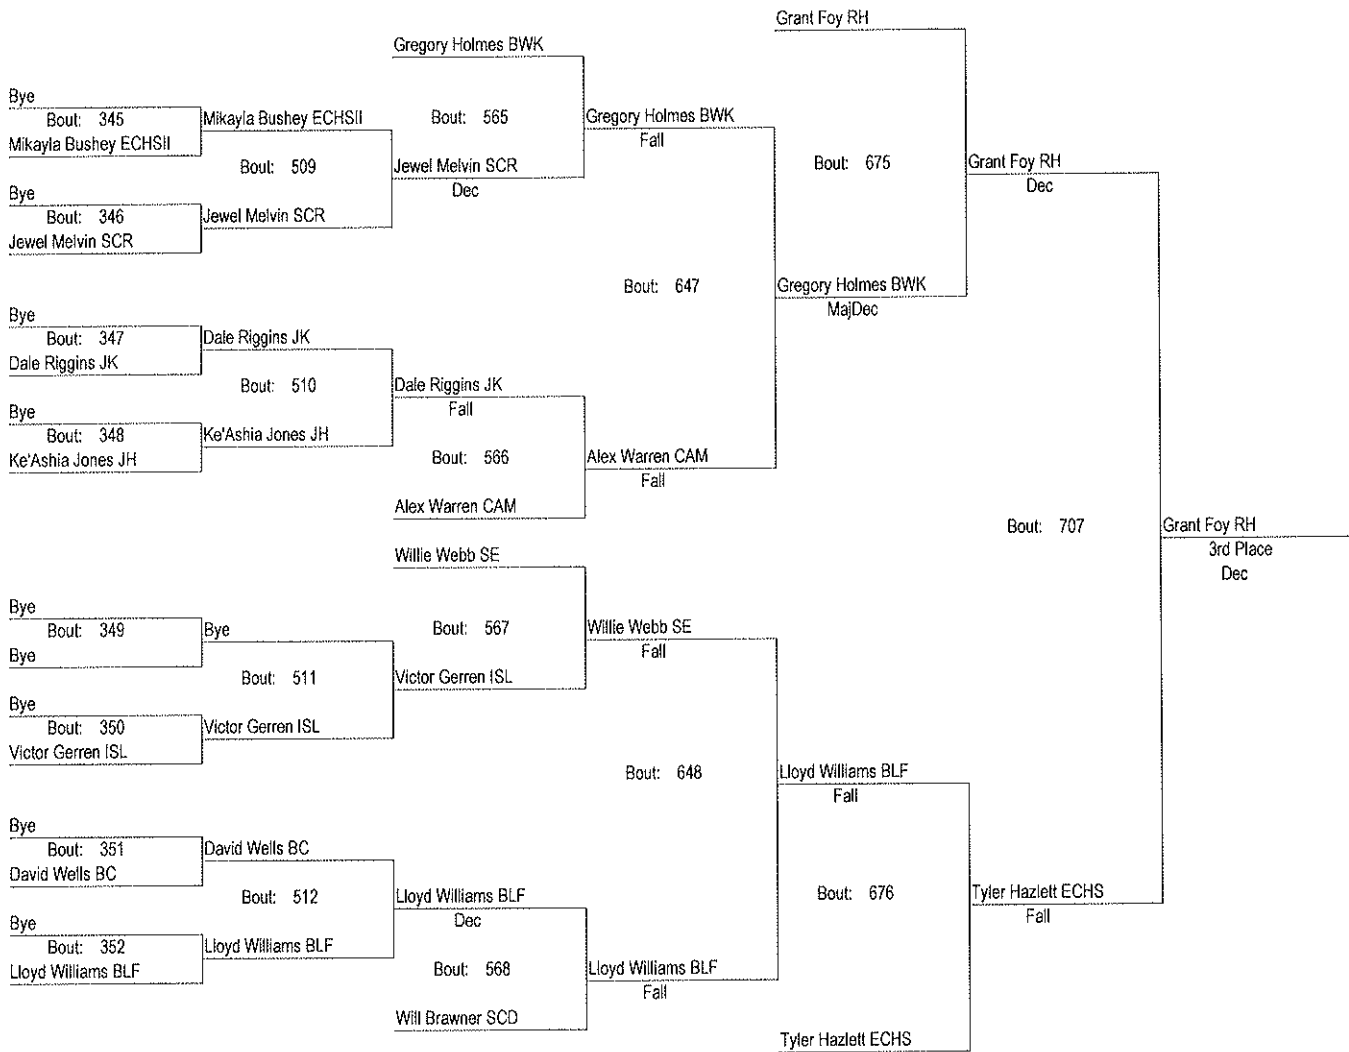 Grant Foy RH
Gregory Holmes BWK
Bye
Bout: 345
Mikayla Bushey ECHSII
Mikayla Bushey ECHSII
Bout: 565
Gregory Holmes BWK
Fall
Bout: 509
Jewel Melvin SCR
Dec
Bout: 675
Grant Foy RH
Dec
Bye
Bout: 346
Jewel Melvin SCR
Jewel Melvin SCR
Bout: 647
Gregory Holmes BWK
MajDec
Bye
Bout: 347
Dale Riggins JK
Dale Riggins JK
Bout: 510
Dale Riggins JK
Fall
Bye
Bout: 348
Ke'Ashia Jones JH
Ke'Ashia Jones JH
Bout: 566
Alex Warren CAM
Fall
Alex Warren CAM
Bout: 707
Grant Foy RH
3rd Place
Dec
Willie Webb SE
Bye
Bout: 349
Bye
Bye
Bout: 567
Willie Webb SE
Fall
Bout: 511
Victor Gerren ISL
Bye
Bout: 350
Victor Gerren ISL
Victor Gerren ISL
Bout: 648
Lloyd Williams BLF
Fall
Bye
Bout: 351
David Wells BC
David Wells BC
Bout: 512
Lloyd Williams BLF
Dec
Bout: 676
Tyler Hazlett ECHS
Fall
Bye
Bout: 352
Lloyd Williams BLF
Lloyd Williams BLF
Bout: 568
Lloyd Williams BLF
Fall
Will Brawner SCD
Tyler Hazlett ECHS